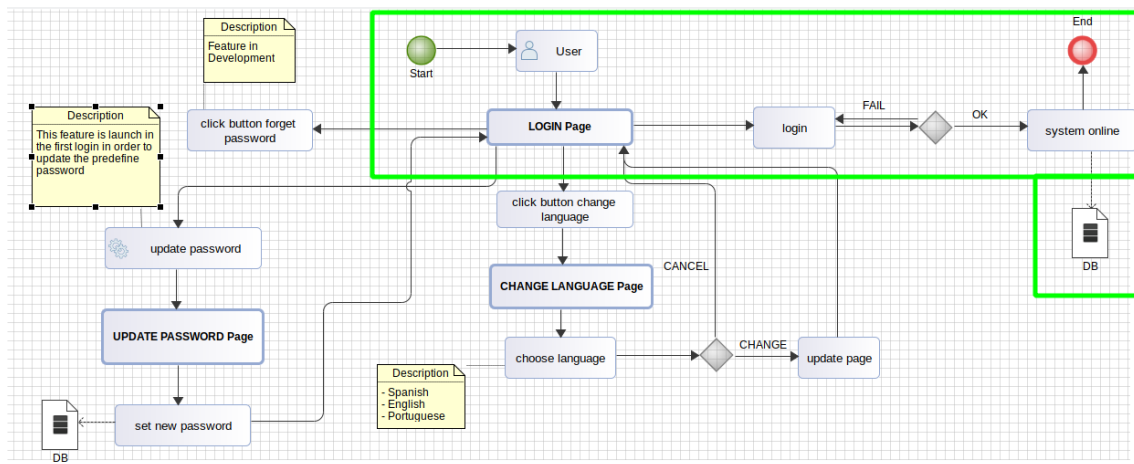 Description
Feature in
Development
Start
User
End
Description
This feature is launch in
the first login in order to
update the predefine
password
click button forget
password
LOGIN Page
login
FAIL
OK
system online
update password
click button change
language
DB
CANCEL
CHANGE LANGUAGE Page
UPDATE PASSWORD Page
choose language
CHANGE
update page
Description
- Spanish
- English
- Portuguese
set new password
DB